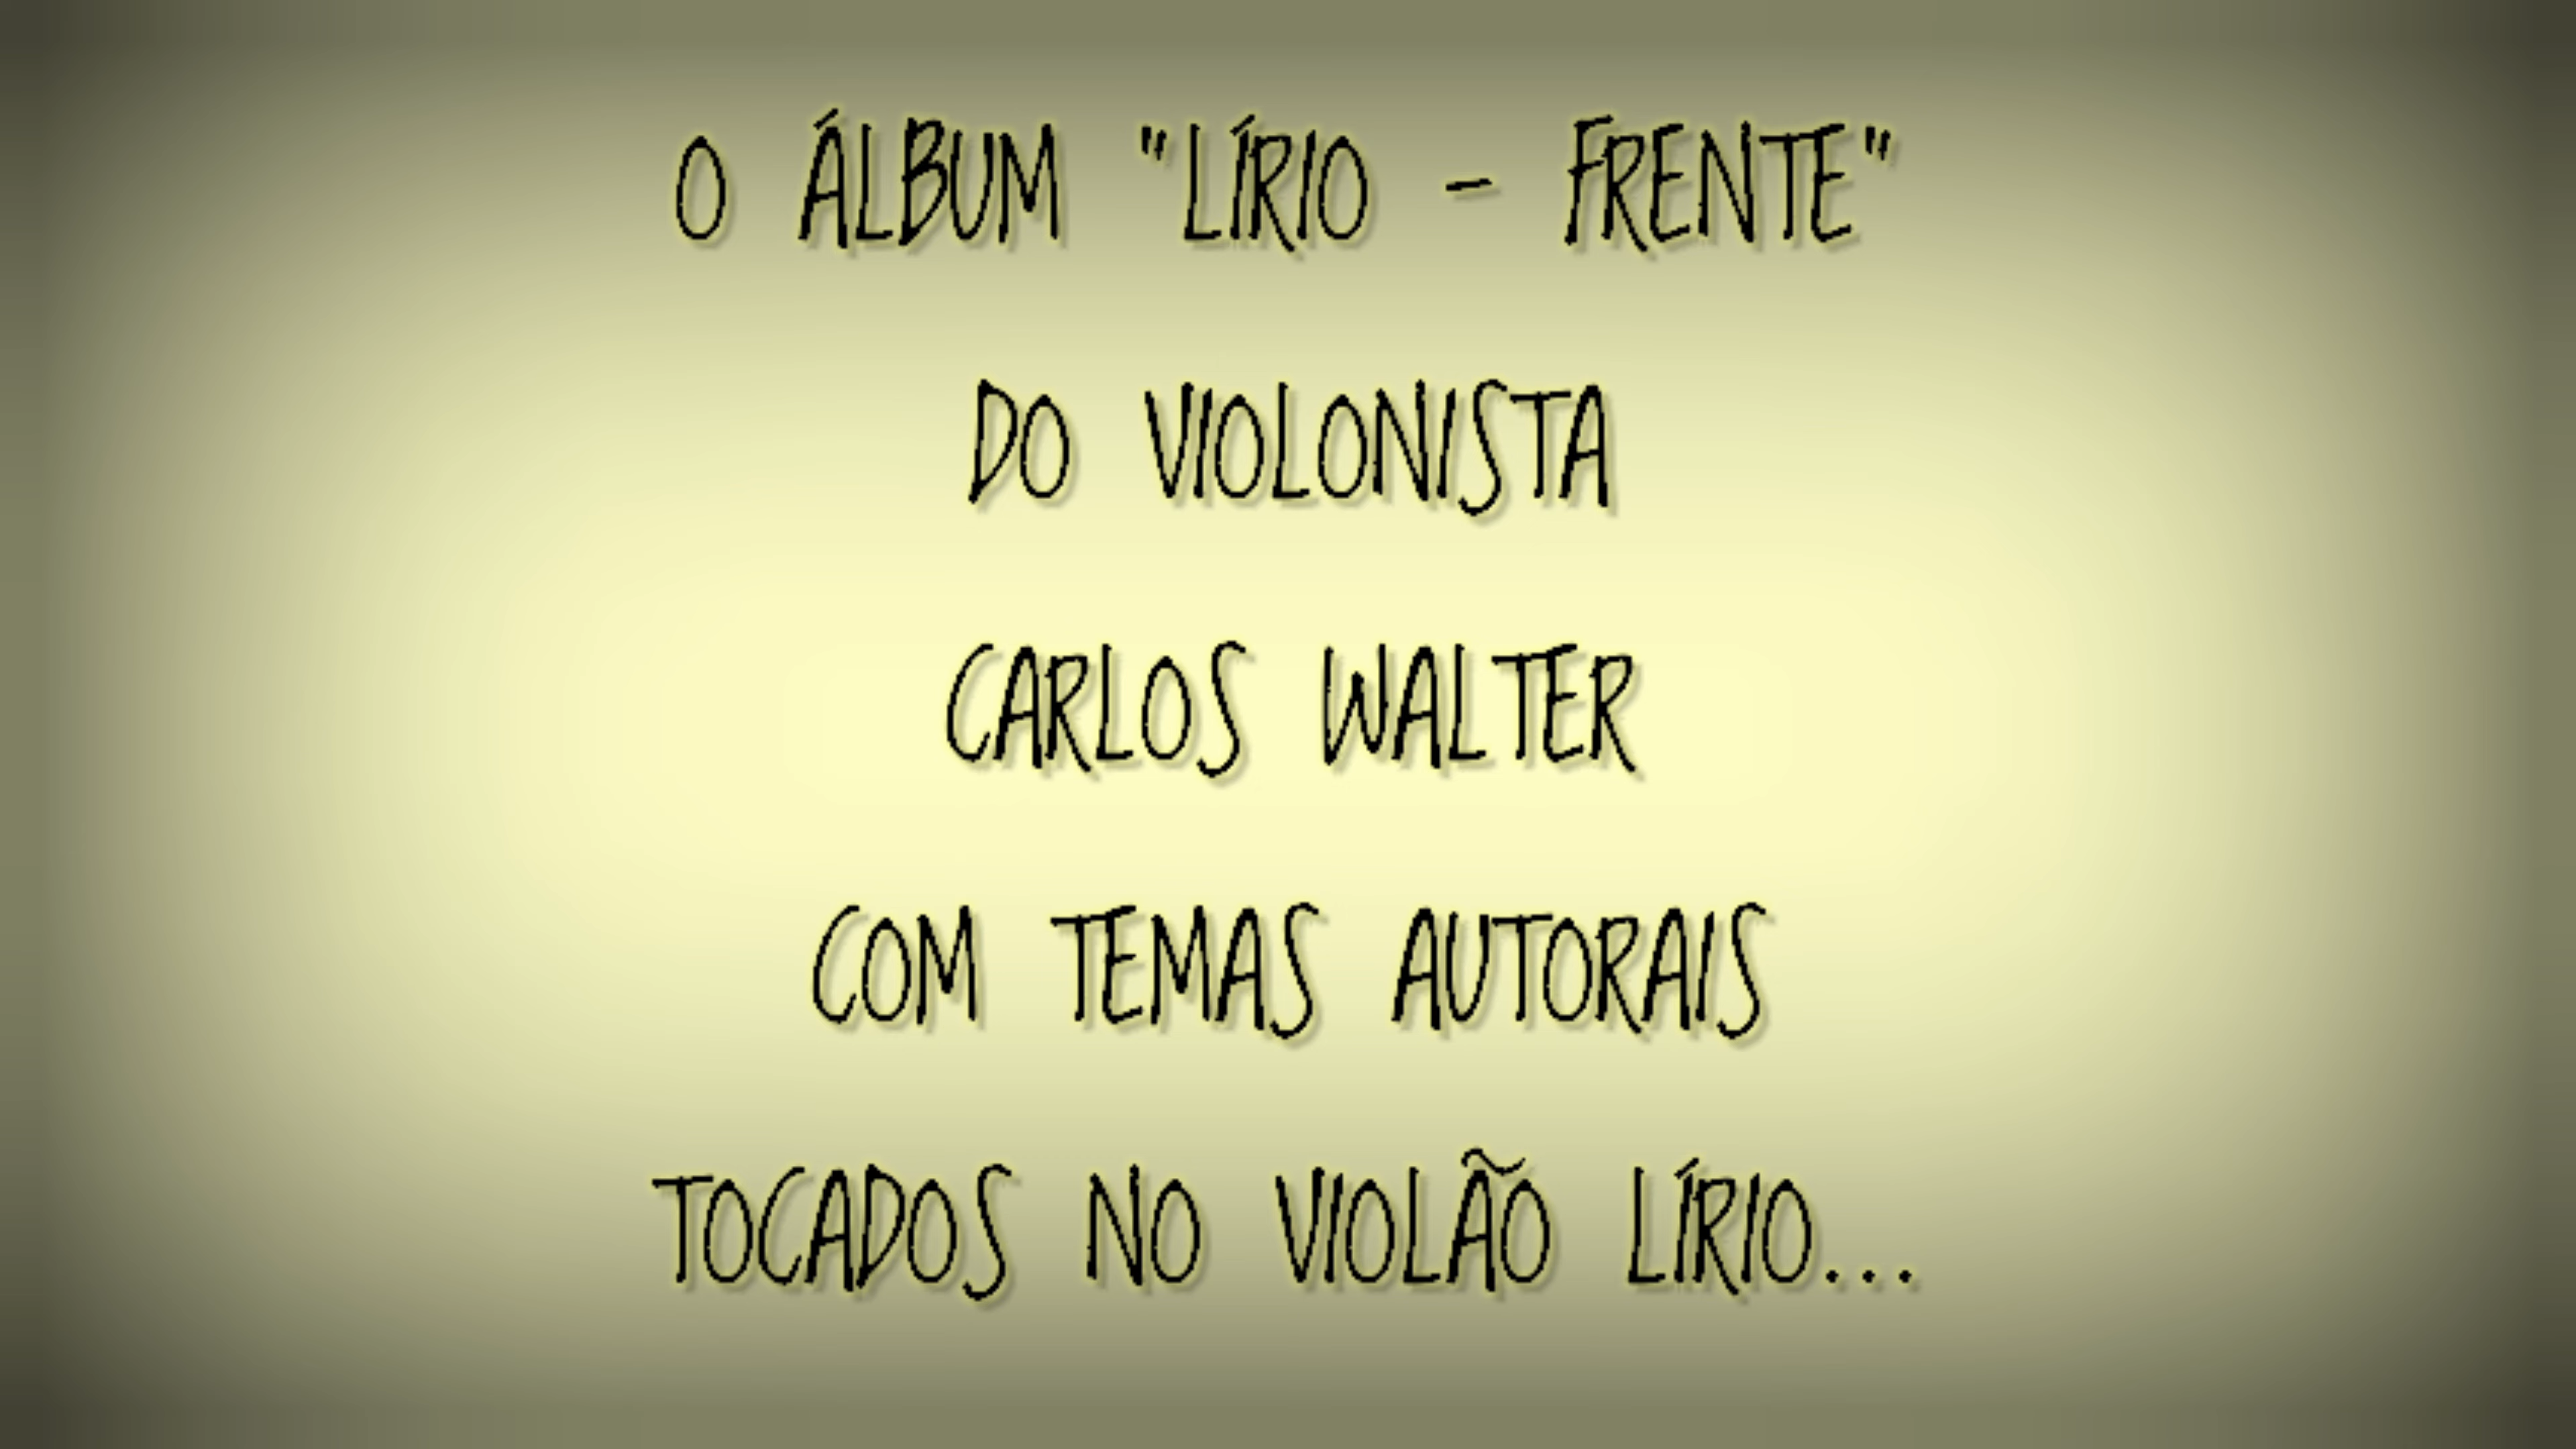 O ÁLBUM "LÍRIO - FRENTE"
DO VIOLONISTA
CARLOS WALTER
COM TEMAS AUTORAIS
TOCADOS NO VIOLÃO LÍRIO...